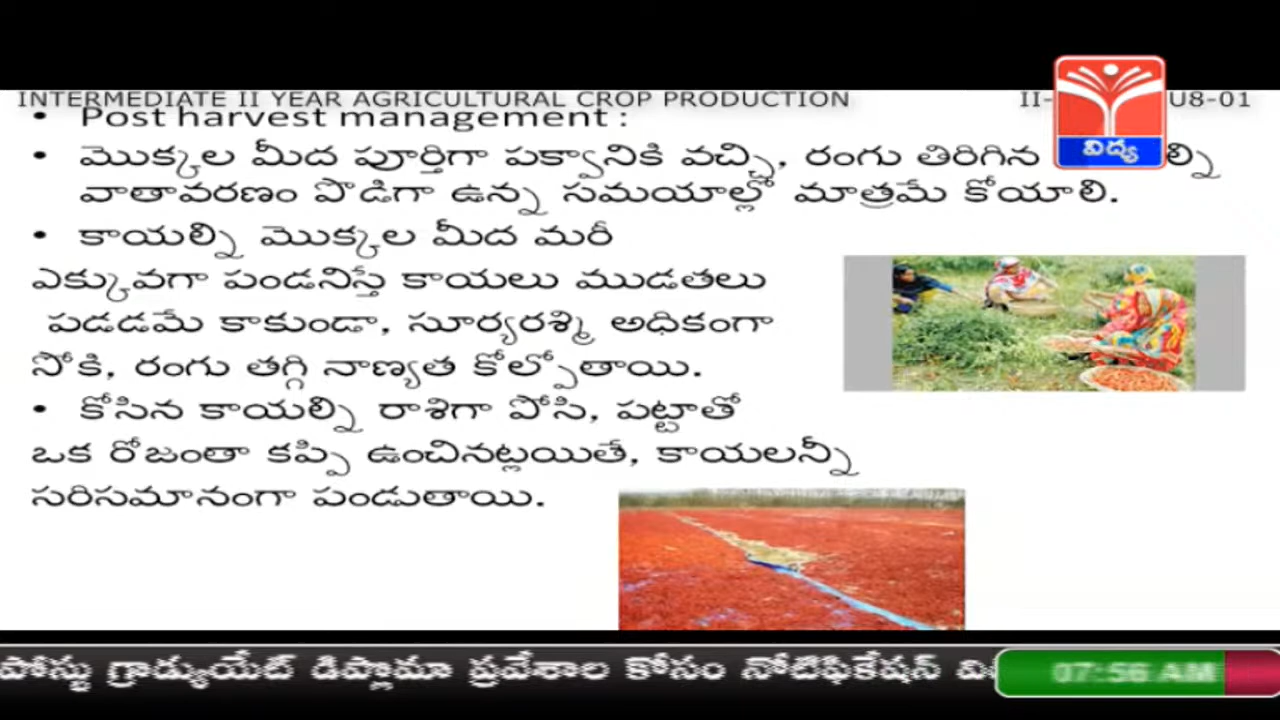 INTERMEDIATE II YEAR AGRICULTURAL CROP PRODUCTION II- U8-01
• Post harvest management :
• మొక్కల మీద పూర్తిగా పక్వానికి వచ్చి, రంగు తిరిగిన ల్ని
వాతావరణం పొడిగా ఉన్న సమయాల్లో మాత్రమే కోయాలి.
విద్య
• కాయల్ని మొక్కల మీద మరీ
ఎక్కువగా పండనిస్తే కాయలు ముడతలు
పడడమే కాకుండా, సూర్యరశ్మి అధికంగా
సోకి, రంగు తగ్గి నాణ్యత కోల్పోతాయి.
• కోసిన కాయల్ని రాశిగా పోసి, పట్టాతో
ఒక రోజంతా కప్పి ఉంచినట్లయితే, కాయలన్నీ
సరిసమానంగా పండుతాయి.
పోస్టు గ్రాడ్యుయేట్ డిప్లొమా ప్రవేశాల కోసం నోటిఫికేషన్ వి
07:56 AM